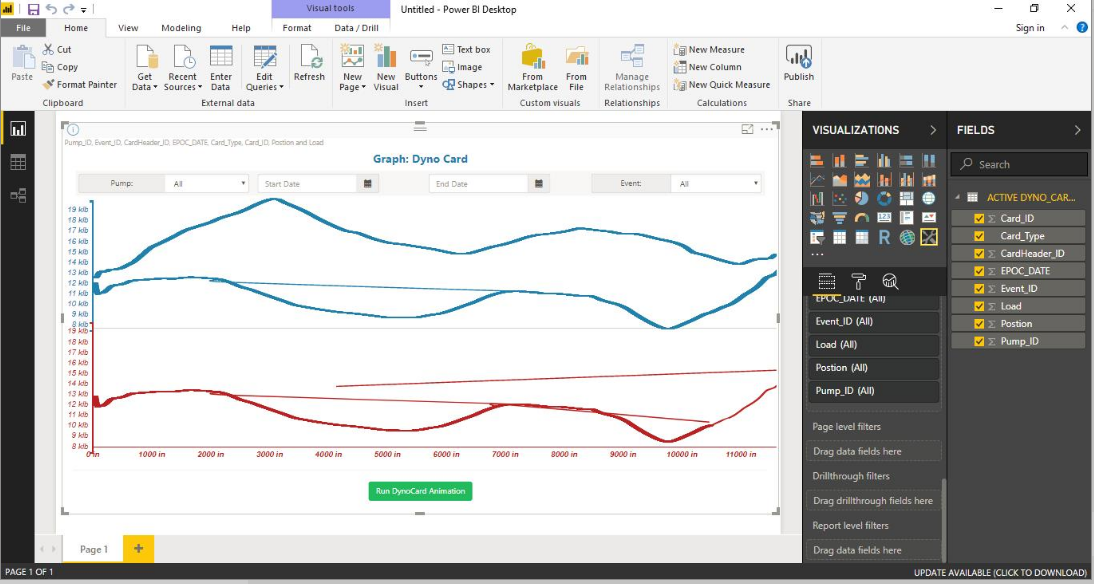 Visual tools
Untitled - Power BI Desktop
File Home View Modeling Help Format Data / Drill Sign in
Cut
Copy
Format Painter
Paste
Clipboard
Get Data
Recent Sources
Enter Data
Edit Queries
Refresh
External data
New Page
New Visual
Buttons
Text box
Image
Shapes
Insert
From Marketplace
From File
Custom visuals
Manage Relationships
Relationships
New Measure
New Column
New Quick Measure
Calculations
Publish
Share
Pump_ID, Event_ID, CardHeader_ID, EPOC_DATE, Card_Type, Card_ID, Postion and Load
Graph: Dyno Card
Pump: All Start Date End Date Event: All
19 klb
18 klb
17 klb
16 klb
15 klb
14 klb
13 klb
12 klb
11 klb
10 klb
9 klb
8 klb
19 klb
18 klb
17 klb
16 klb
15 klb
14 klb
13 klb
12 klb
11 klb
10 klb
9 klb
8 klb
0 in 1000 in 2000 in 3000 in 4000 in 5000 in 6000 in 7000 in 8000 in 9000 in 10000 in 11000 in
Run DynoCard Animation
VISUALIZATIONS
R
123
EPOC_DATE (All)
Event_ID (All)
Load (All)
Postion (All)
Pump_ID (All)
Page level filters
Drag data fields here
Drillthrough filters
Drag drillthrough fields here
Report level filters
Drag data fields here
FIELDS
Search
ACTIVE DYNO_CAR...
Card_ID
Card_Type
CardHeader_ID
EPOC_DATE
Event_ID
Load
Postion
Pump_ID
Page 1
PAGE 1 OF 1
UPDATE AVAILABLE (CLICK TO DOWNLOAD)